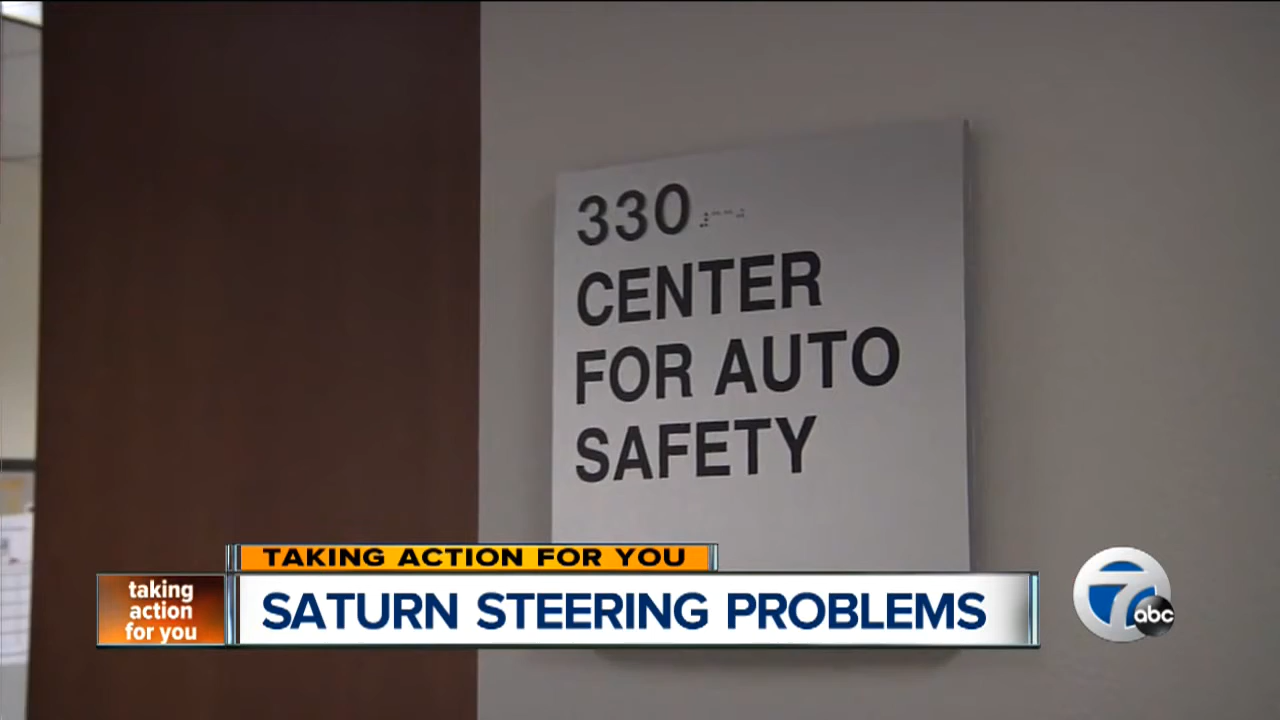 330
CENTER
FOR AUTO
SAFETY
TAKING ACTION FOR YOU
taking
action
for you
SATURN STEERING PROBLEMS
7
abc